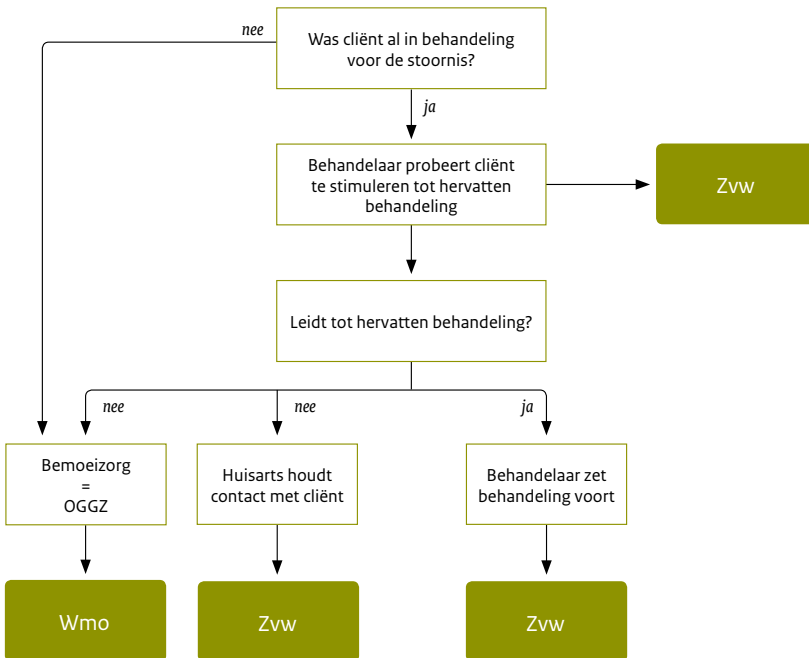 nee
Was cliënt al in behandeling
voor de stoornis?
ja
Behandelaar probeert cliënt
te stimuleren tot hervatten
behandeling
Zvw
Leidt tot hervatten behandeling?
nee
nee
ja
Bemoeizorg
=
OGGZ
Huisarts houdt
contact met cliënt
Behandelaar zet
behandeling voort
Wmo
Zvw
Zvw